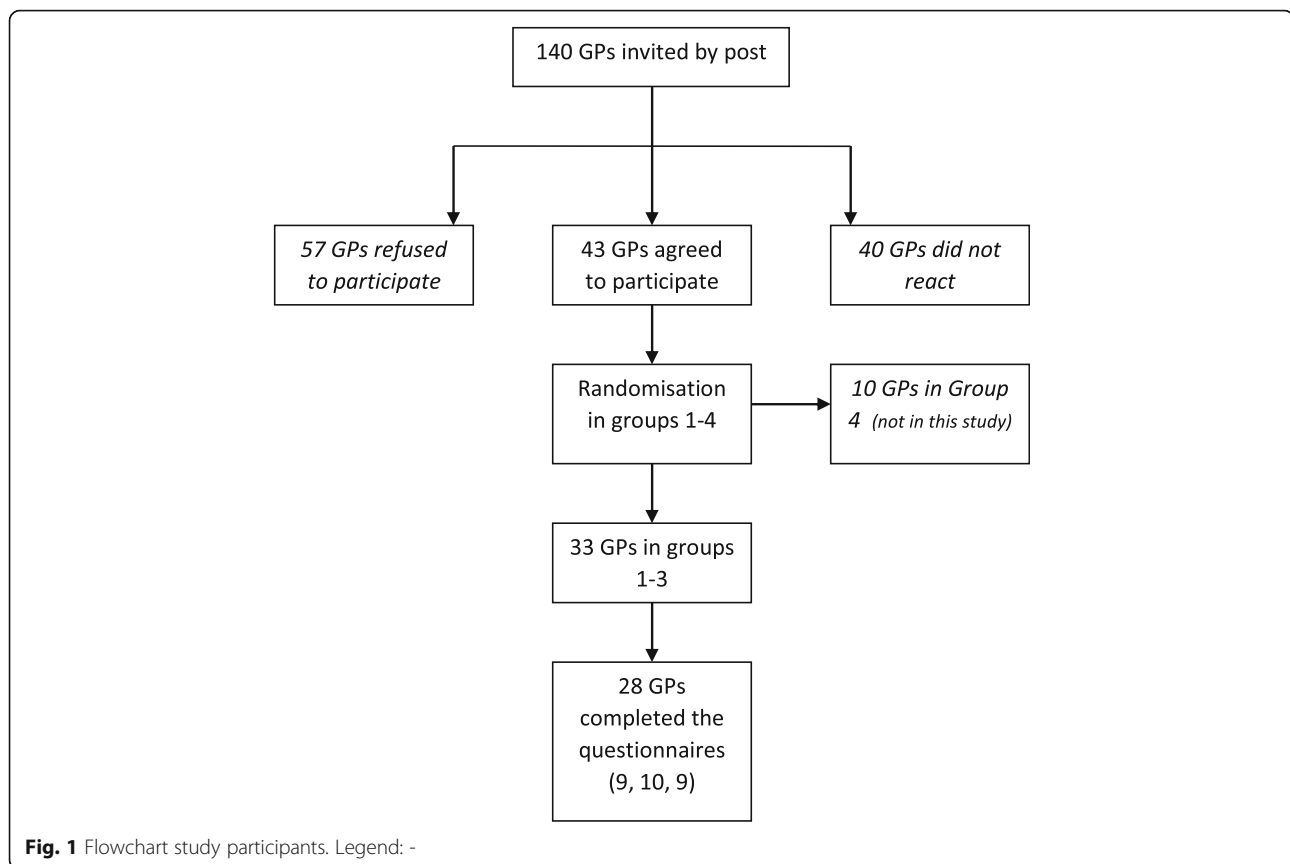 140 GPs invited by post
57 GPs refused
to participate
43 GPs agreed
to participate
40 GPs did not
react
Randomisation
in groups 1-4
10 GPs in Group
4 (not in this study)
33 GPs in groups
1-3
28 GPs
completed the
questionnaires
(9, 10, 9)
Fig. 1 Flowchart study participants. Legend: -